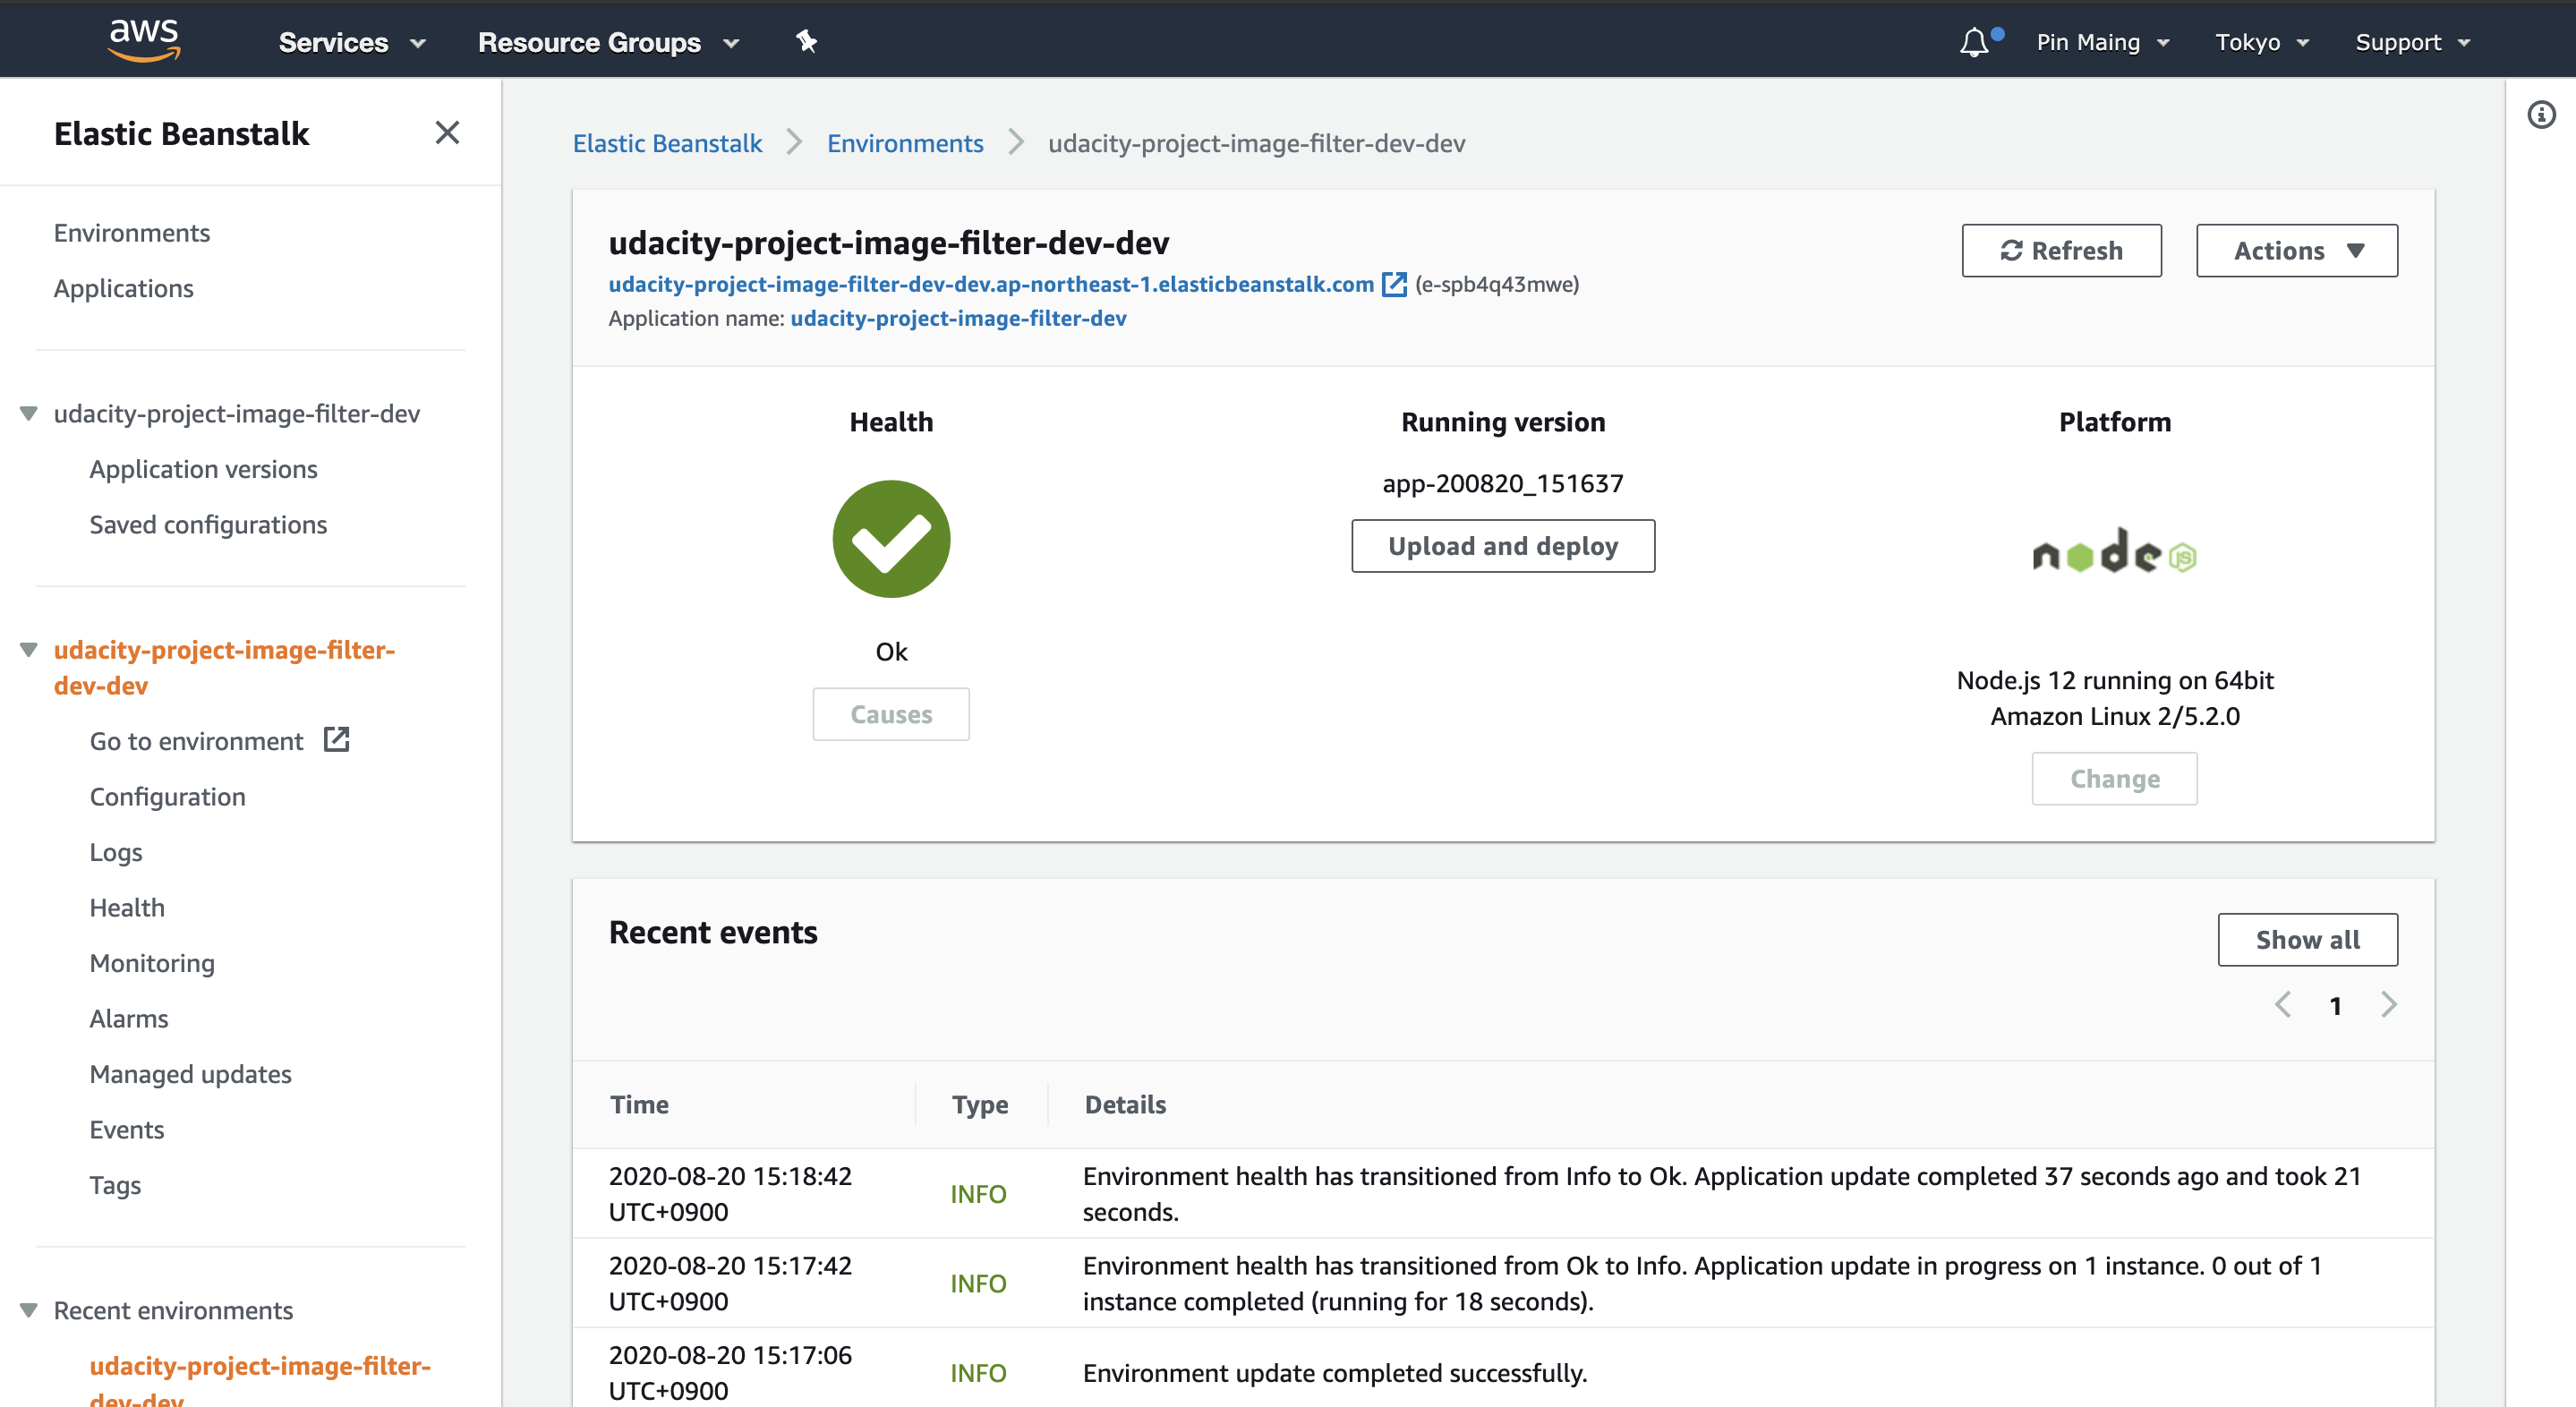 aws Services Resource Groups Pin Maing Tokyo Support
Elastic Beanstalk
Environments
Applications
udacity-project-image-filter-dev
Application versions
Saved configurations
udacity-project-image-filter-
dev-dev
Go to environment
Configuration
Logs
Health
Monitoring
Alarms
Managed updates
Events
Tags
Recent environments
udacity-project-image-filter-
dev-dev
Elastic Beanstalk Environments udacity-project-image-filter-dev-dev
udacity-project-image-filter-dev-dev
udacity-project-image-filter-dev-dev.ap-northeast-1.elasticbeanstalk.com (e-spb4q43mwe)
Application name: udacity-project-image-filter-dev
Refresh Actions
Health
Ok
Causes
Running version
app-200820_151637
Upload and deploy
Platform
node JS
Node.js 12 running on 64bit
Amazon Linux 2/5.2.0
Change
Recent events
Show all
1
Time Type Details
2020-08-20 15:18:42
UTC+0900
INFO
Environment health has transitioned from Info to Ok. Application update completed 37 seconds ago and took 21
seconds.
2020-08-20 15:17:42
UTC+0900
INFO
Environment health has transitioned from Ok to Info. Application update in progress on 1 instance. 0 out of 1
instance completed (running for 18 seconds).
2020-08-20 15:17:06
UTC+0900
INFO
Environment update completed successfully.